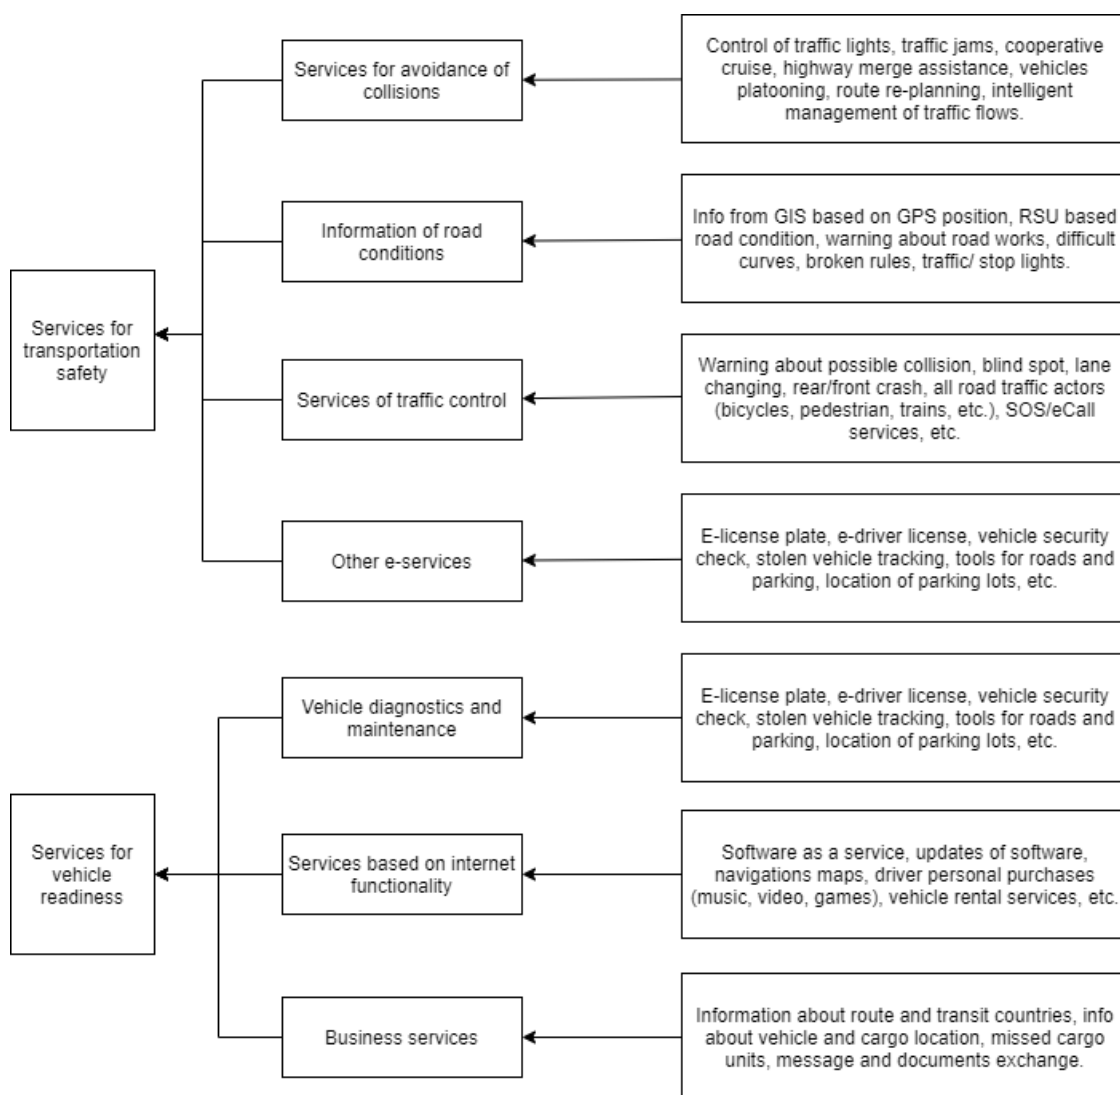 Services for avoidance of
collisions
Control of traffic lights, traffic jams, cooperative
cruise, highway merge assistance, vehicles
platooning, route re-planning, intelligent
management of traffic flows.
Information of road
conditions
Info from GIS based on GPS position, RSU based
road condition, warning about road works, difficult
curves, broken rules, traffic/ stop lights.
Services for
transportation
safety
Services of traffic control
Warning about possible collision, blind spot, lane
changing, rear/front crash, all road traffic actors
(bicycles, pedestrian, trains, etc.), SOS/eCall
services, etc.
Other e-services
E-license plate, e-driver license, vehicle security
check, stolen vehicle tracking, tools for roads and
parking, location of parking lots, etc.
Vehicle diagnostics and
maintenance
E-license plate, e-driver license, vehicle security
check, stolen vehicle tracking, tools for roads and
parking, location of parking lots, etc.
Services for
vehicle
readiness
Services based on internet
functionality
Software as a service, updates of software,
navigations maps, driver personal purchases
(music, video, games), vehicle rental services, etc.
Business services
Information about route and transit countries, info
about vehicle and cargo location, missed cargo
units, message and documents exchange.